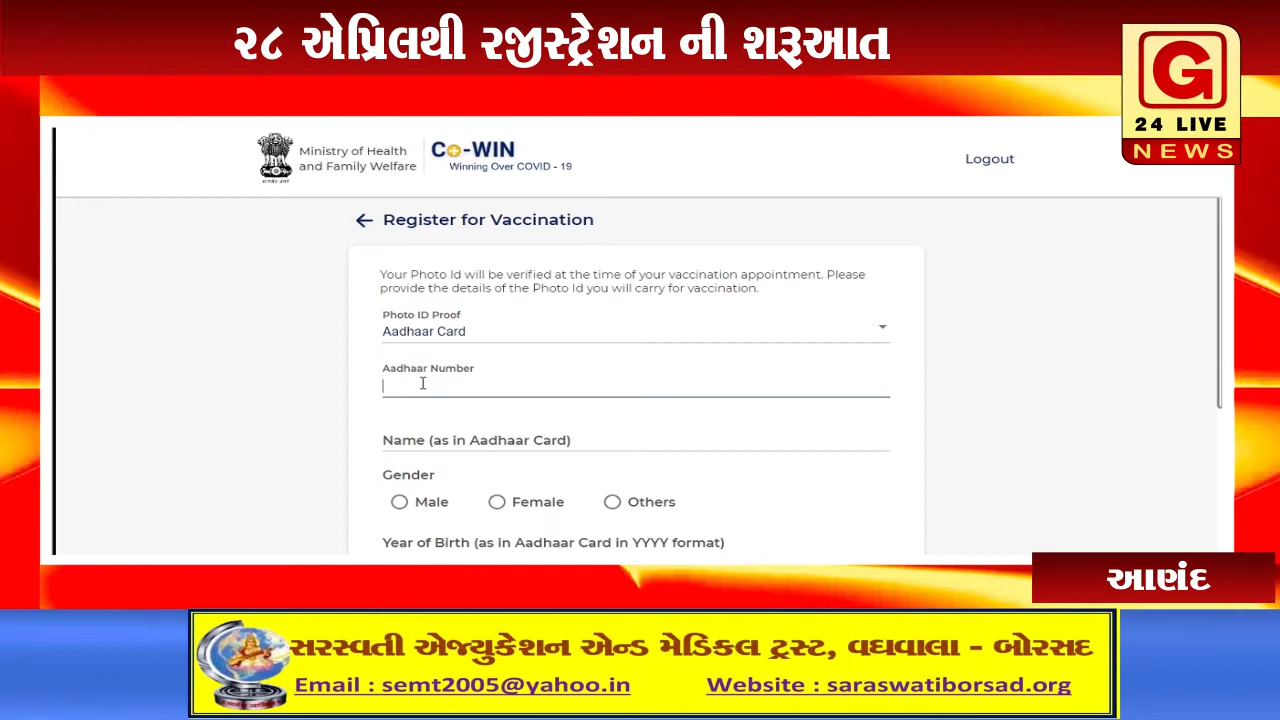 ૨૮ એપ્રિલથી રજીસ્ટ્રેશન ની શરૂઆત
G
24 LIVE
NEWS
Ministry of Health
and Family Welfare
Co-WIN
Winning Over COVID - 19
Logout
Register for Vaccination
Your Photo Id will be verified at the time of your vaccination appointment. Please
provide the details of the Photo Id you will carry for vaccination.
Photo ID Proof
Aadhaar Card
Aadhaar Number
Name (as in Aadhaar Card)
Gender
Male Female Others
Year of Birth (as in Aadhaar Card in YYYY format)
આણંદ
સરસ્વતી એજ્યુકેશન એન્ડ મેડિકલ ટ્રસ્ટ, વઘવાલા - બોરસદ
Email : semt2005@yahoo.in Website : saraswatiborsad.org